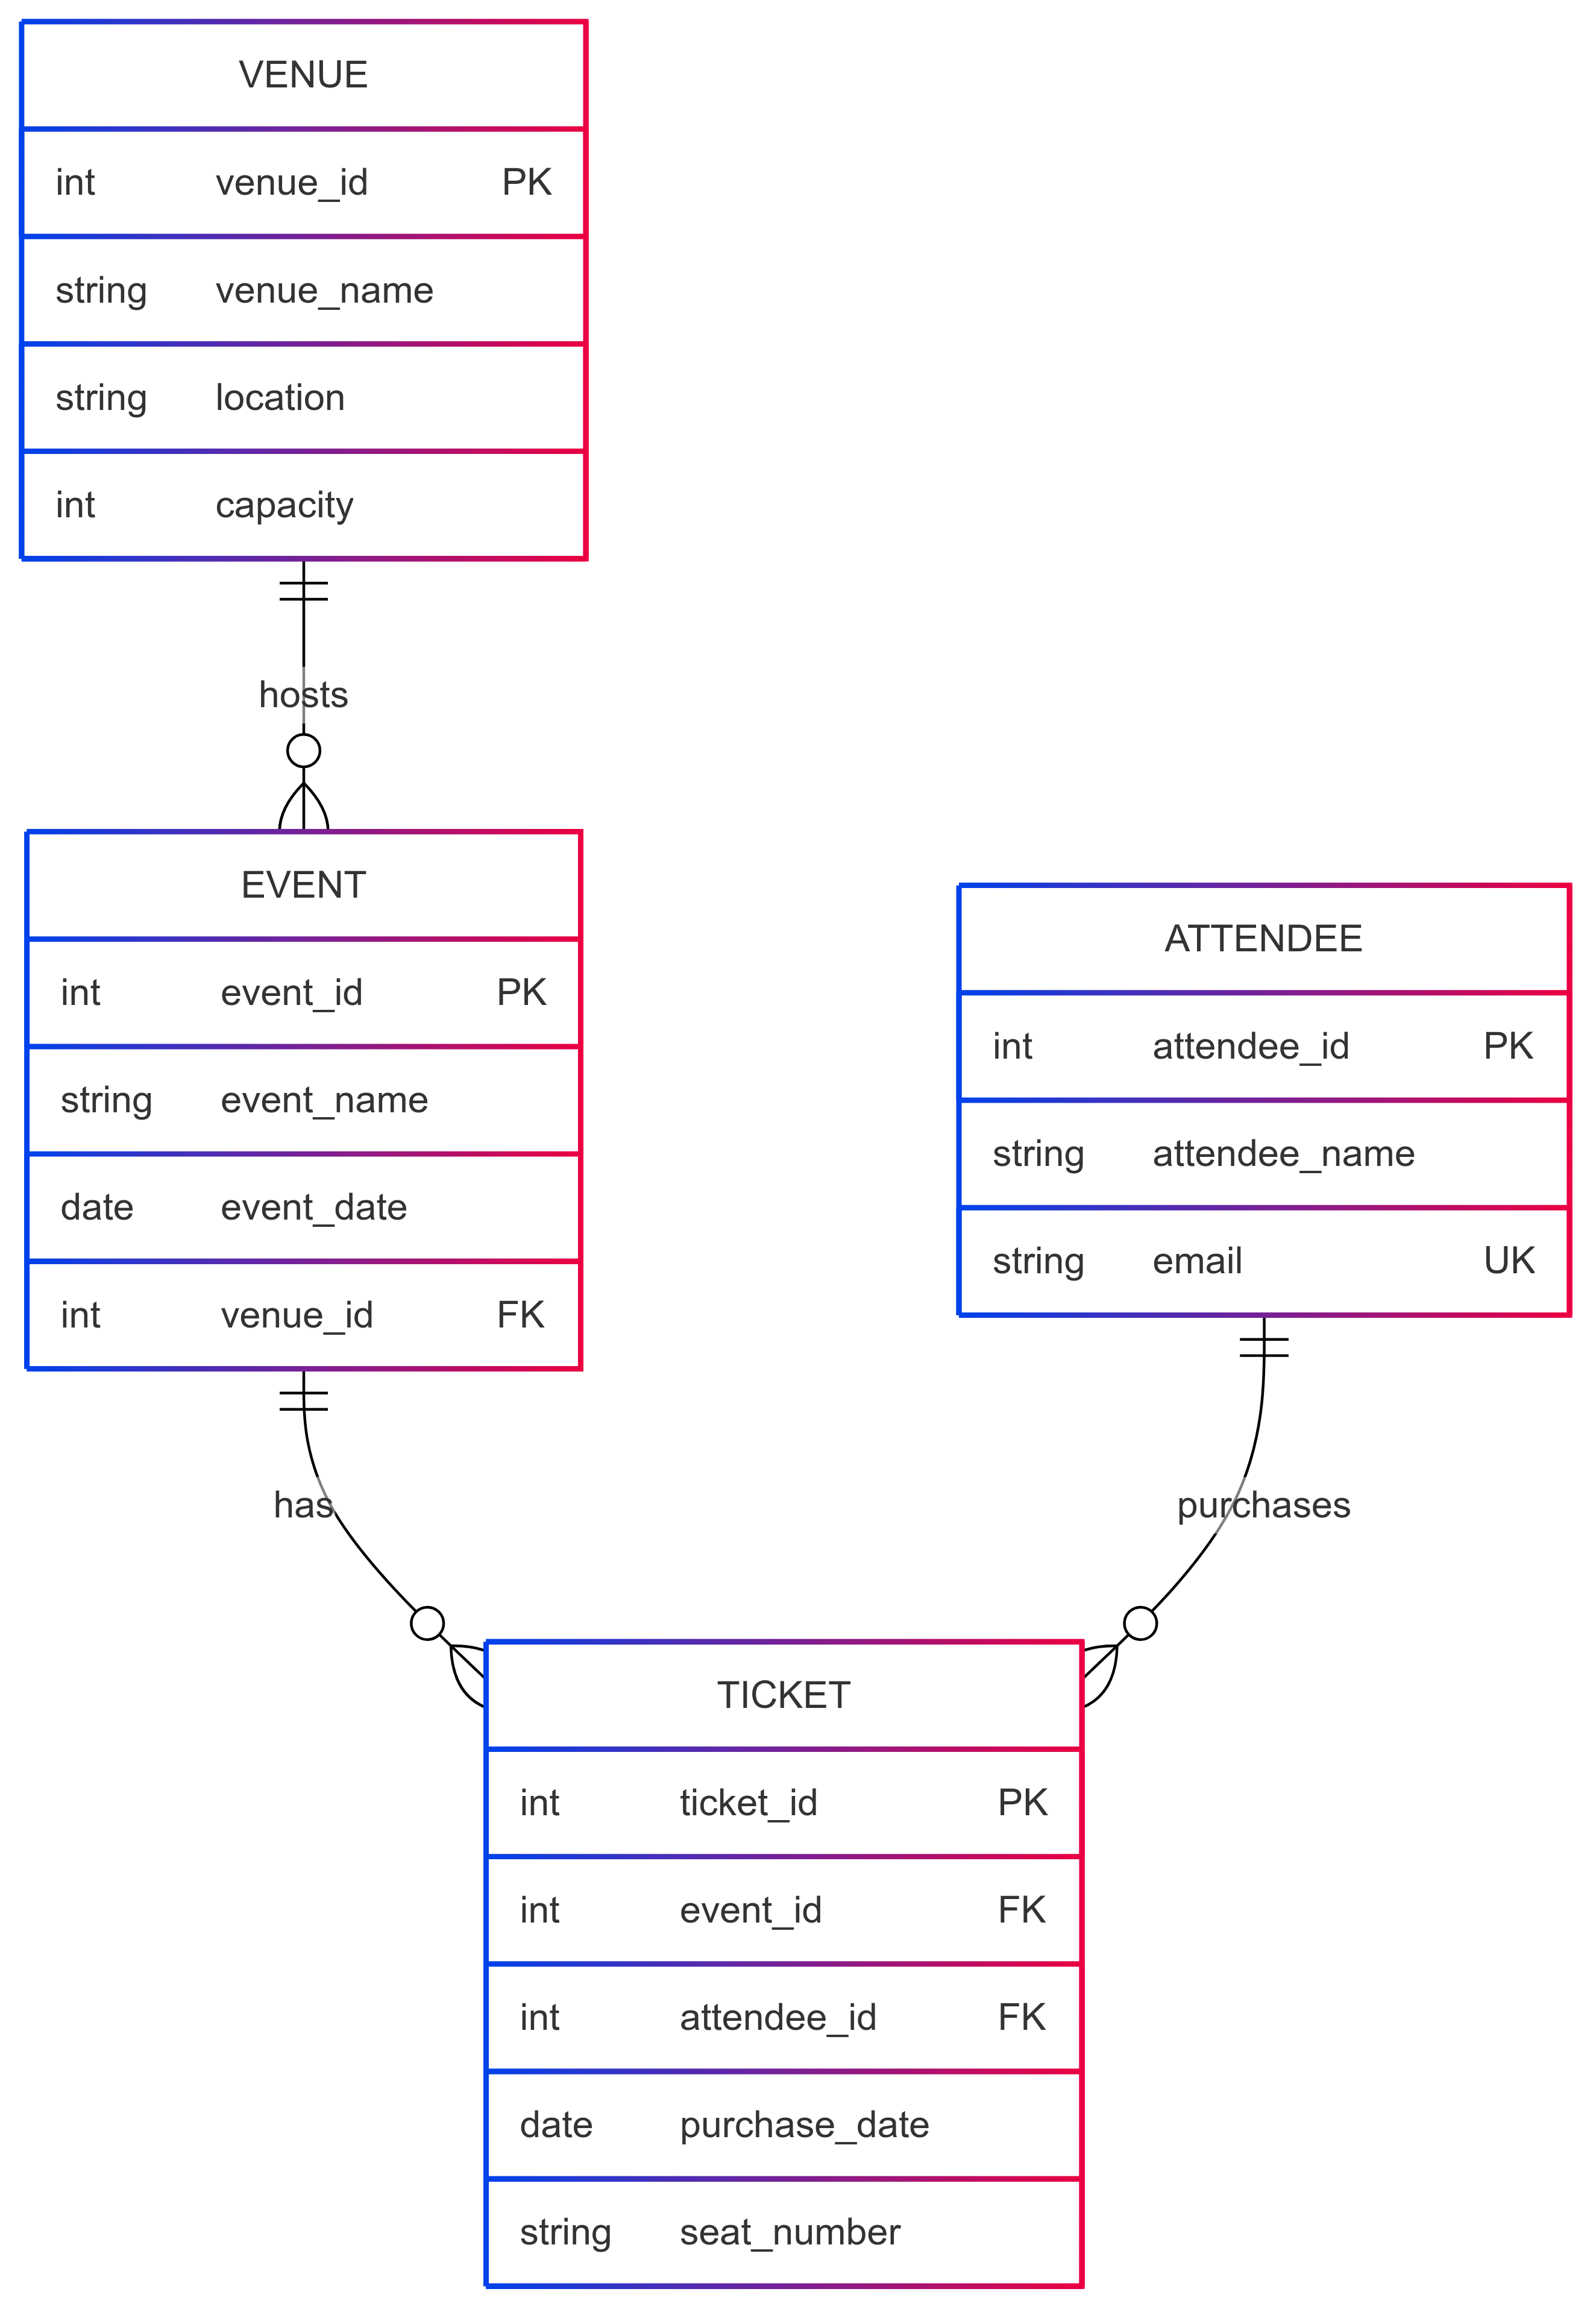 VENUE
int venue_id PK
string venue_name
string location
int capacity
hosts
EVENT
int event_id PK
string event_name
date event_date
int venue_id FK
ATTENDEE
int attendee_id PK
string attendee_name
string email UK
has
purchases
TICKET
int ticket_id PK
int event_id FK
int attendee_id FK
date purchase_date
string seat_number